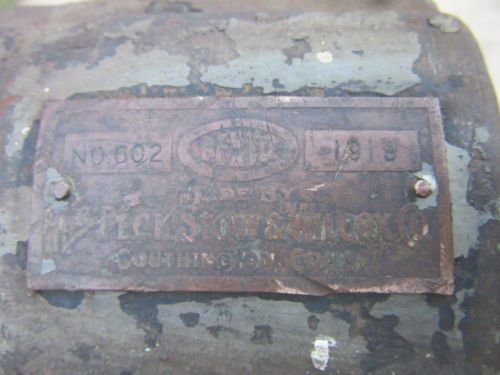 NO. 602
-1919
MADE BY
THE PECK, STOW & WILCOX CO.
SOUTHINGTON, CONN.